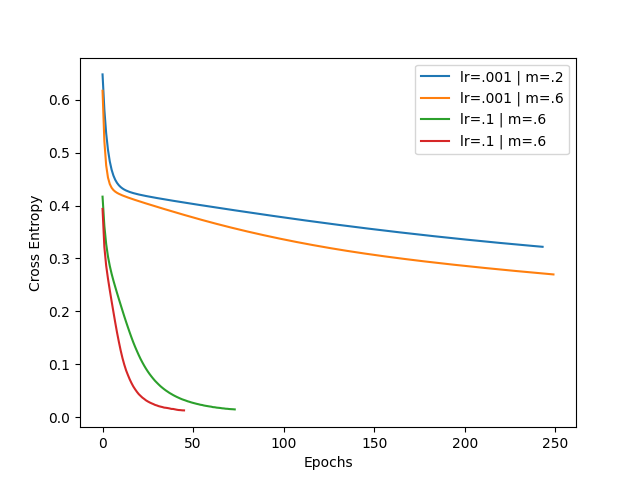 lr=.001 | m=.2
lr=.001 | m=.6
lr=.1 | m=.6
lr=.1 | m=.6
Cross Entropy
0.6
0.5
0.4
0.3
0.2
0.1
0.0
0 50 100 150 200 250
Epochs